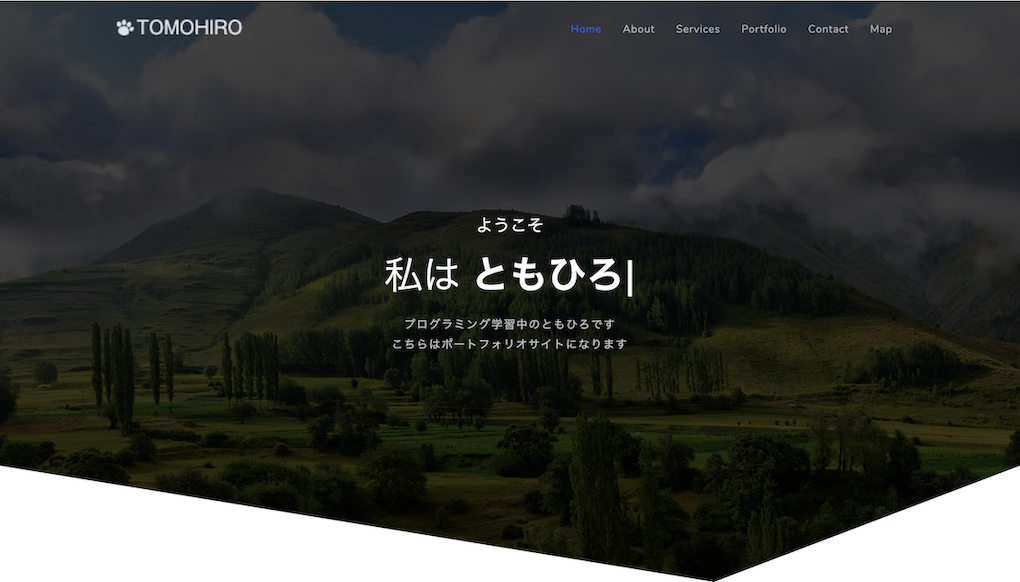 TOMOHIRO
Home About Services Portfolio Contact Map
ようこそ
私は ともひろ|
プログラミング学習中のともひろです
こちらはポートフォリオサイトになります